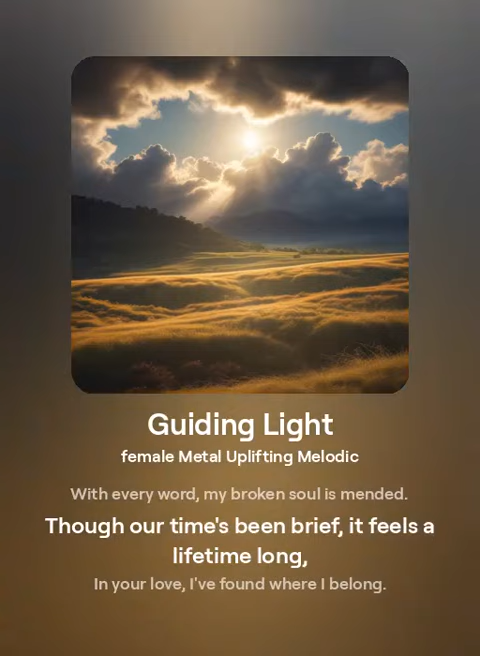 Guiding Light
female Metal Uplifting Melodic
With every word, my broken soul is mended.
Though our time's been brief, it feels a
lifetime long,
In your love, I've found where I belong.